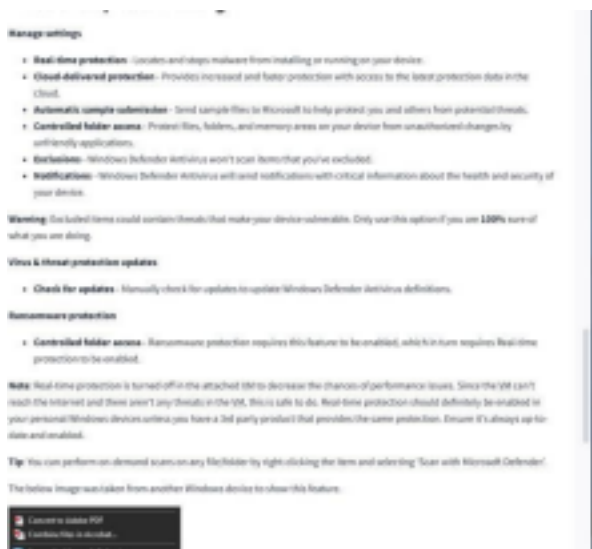 Manage settings
Real-time protection - Locates and stops malware from installing or running on your device.
Cloud-delivered protection - Provides increased and faster protection with access to the latest protection data in the
cloud.
Automatic sample submission - Send sample files to Microsoft to help protect you and others from potential threats.
Controlled folder access - Protect files, folders, and memory areas on your device from unauthorized changes by
unfriendly applications.
Exclusions - Windows Defender Antivirus won't scan items that you've excluded.
Notifications - Windows Defender Antivirus will send notifications with critical information about the health and security of
your device.
Warning: Excluded items could contain threats that make your device vulnerable. Only use this option if you are 100% sure of
what you are doing.
Virus & threat protection updates
Check for updates - Manually check for updates to update Windows Defender Antivirus definitions.
Ransomware protection
Controlled folder access - Ransomware protection requires this feature to be enabled, which in turn requires Real-time
protection to be enabled.
Note: Real-time protection is turned off in the attached VM to decrease the chances of performance issues. Since the VM can't
reach the Internet and there aren't any threats in the VM, this is safe to do. Real-time protection should definitely be enabled in
your personal Windows devices unless you have a 3rd party product that provides the same protection. Ensure it's always up-to-
date and enabled.
Tip: You can perform on-demand scans on any file/folder by right-clicking the item and selecting 'Scan with Microsoft Defender'.
The below image was taken from another Windows device to show this feature.
Convert to Adobe PDF
Combine files in Acrobat...